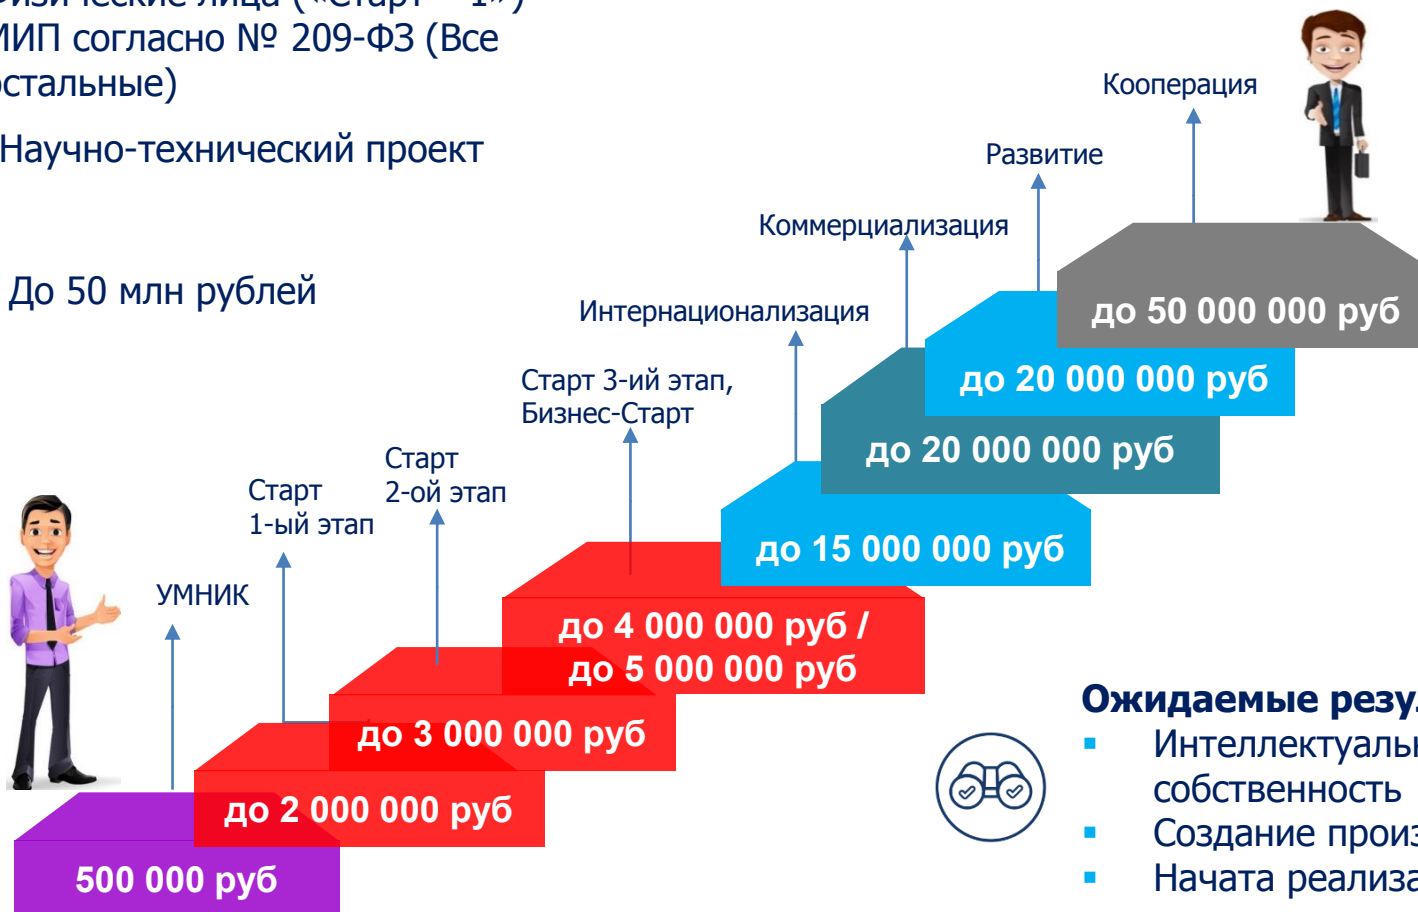 Физические лица («Старт – 1»)
МИП согласно № 209-ФЗ (Все
остальные)
Научно-технический проект
До 50 млн рублей
Кооперация
Развитие
Коммерциализация
Интернационализация
Старт 3-ий этап,
Бизнес-Старт
Старт
2-ой этап
Старт
1-ый этап
УМНИК
до 50 000 000 руб
до 20 000 000 руб
до 20 000 000 руб
до 15 000 000 руб
до 4 000 000 руб /
до 5 000 000 руб
до 3 000 000 руб
до 2 000 000 руб
500 000 руб
Ожидаемые
собственность
Создание
Начата